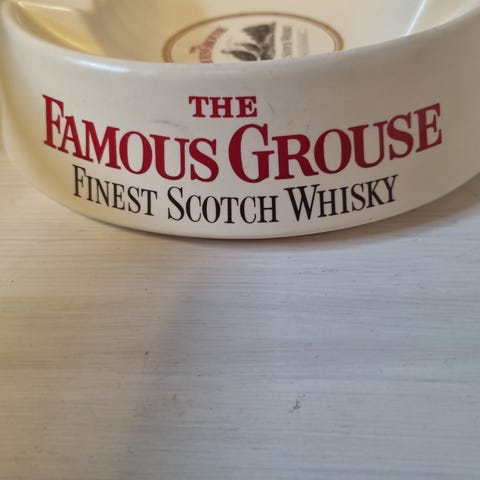 THE
FAMOUS GROUSE
FINEST SCOTCH WHISKY